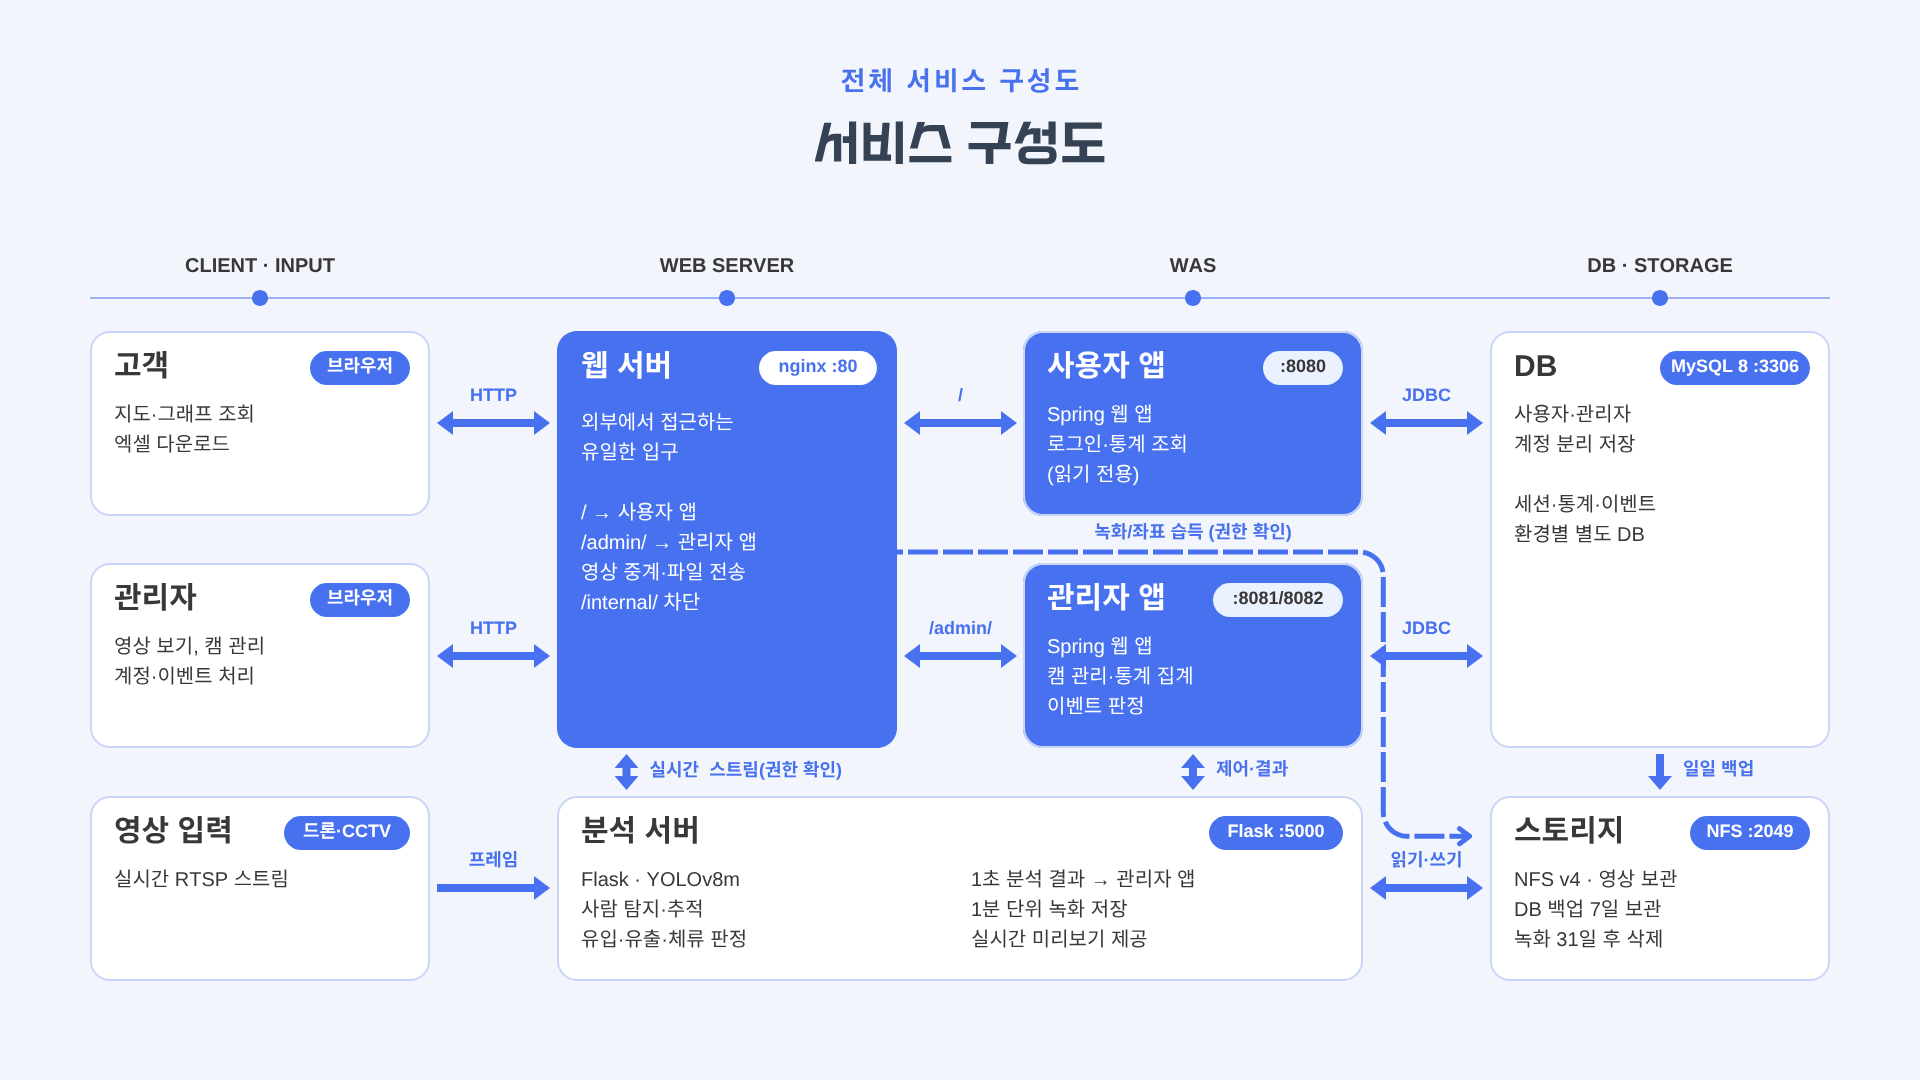 전체 서비스 구성도
서비스 구성도
CLIENT · INPUT
WEB SERVER
WAS
DB · STORAGE
고객
브라우저
지도·그래프 조회
엑셀 다운로드
HTTP
웹 서버
nginx :80
외부에서 접근하는
유일한 입구
/ → 사용자 앱
/admin/ → 관리자 앱
영상 중계·파일 전송
/internal/ 차단
/
사용자 앱
:8080
Spring 웹 앱
로그인·통계 조회
(읽기 전용)
JDBC
DB
MySQL 8 :3306
사용자·관리자
계정 분리 저장
세션·통계·이벤트
환경별 별도 DB
녹화/좌표 습득 (권한 확인)
관리자
브라우저
영상 보기, 캠 관리
계정·이벤트 처리
HTTP
/admin/
관리자 앱
:8081/8082
Spring 웹 앱
캠 관리·통계 집계
이벤트 판정
JDBC
실시간 스트림(권한 확인)
제어·결과
일일 백업
영상 입력
드론·CCTV
실시간 RTSP 스트림
프레임
분석 서버
Flask :5000
Flask · YOLOv8m
사람 탐지·추적
유입·유출·체류 판정
1초 분석 결과 → 관리자 앱
1분 단위 녹화 저장
실시간 미리보기 제공
읽기·쓰기
스토리지
NFS :2049
NFS v4 · 영상 보관
DB 백업 7일 보관
녹화 31일 후 삭제